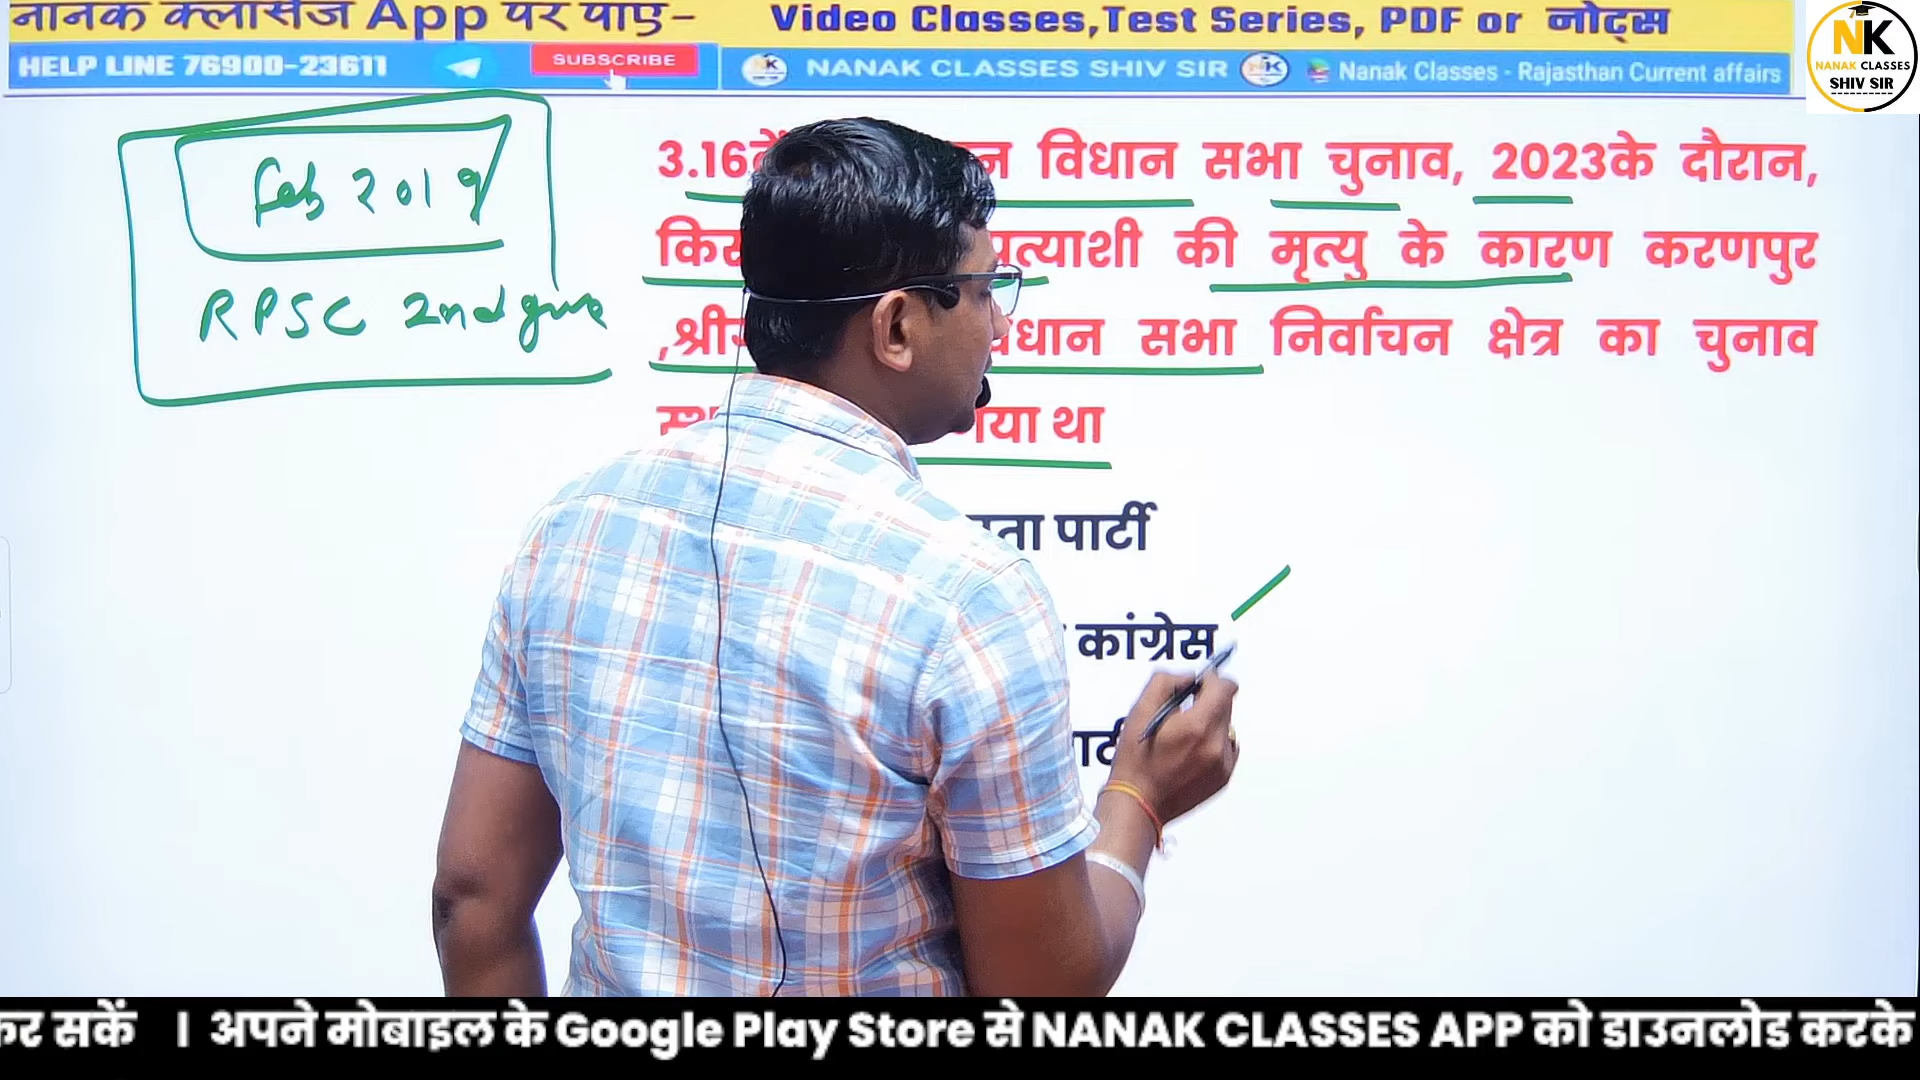 नानक क्लासेज App पर पाए- Video Classes,Test Series, PDF or नोट्स
HELP LINE 76900-23611 SUBSCRIBE NANAK CLASSES SHIV SIR Nanak Classes - Rajasthan Current affairs
NK
NANAK CLASSES
SHIV SIR
Feb 2019
RPSC 2nd
3.16वें विधान सभा चुनाव, 2023के दौरान,
की मृत्यु के कारण करणपुर
सभा निर्वाचन क्षेत्र का चुनाव
गया था
पार्टी
कांग्रेस
कर सकें । अपने मोबाइल के Google Play Store से NANAK CLASSES APP को डाउनलोड करके